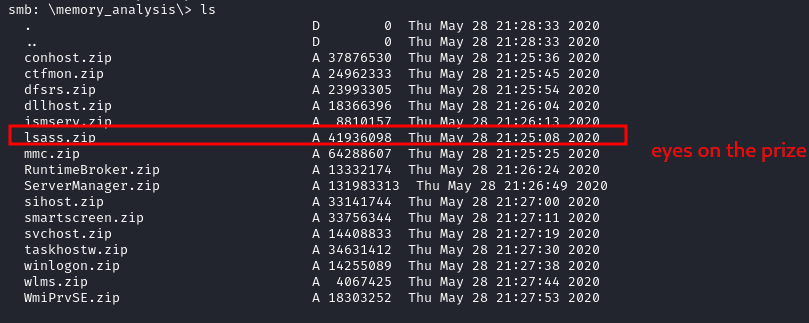 smb: \memory_analysis\> ls
. D 0 Thu May 28 21:28:33 2020
.. D 0 Thu May 28 21:28:33 2020
conhost.zip A 37876530 Thu May 28 21:25:36 2020
ctfmon.zip A 24962333 Thu May 28 21:25:45 2020
dfsrs.zip A 23993305 Thu May 28 21:25:54 2020
dllhost.zip A 18366396 Thu May 28 21:26:04 2020
ismserv.zip A 8810157 Thu May 28 21:26:13 2020
lsass.zip A 41936098 Thu May 28 21:25:08 2020
eyes on the prize
mmc.zip A 64288607 Thu May 28 21:25:25 2020
RuntimeBroker.zip A 13332174 Thu May 28 21:26:24 2020
ServerManager.zip A 131983313 Thu May 28 21:26:49 2020
sihost.zip A 33141744 Thu May 28 21:27:00 2020
smartscreen.zip A 33756344 Thu May 28 21:27:11 2020
svchost.zip A 14408833 Thu May 28 21:27:19 2020
taskhostw.zip A 34631412 Thu May 28 21:27:30 2020
winlogon.zip A 14255089 Thu May 28 21:27:38 2020
wlms.zip A 4067425 Thu May 28 21:27:44 2020
WmiPrvSE.zip A 18303252 Thu May 28 21:27:53 2020